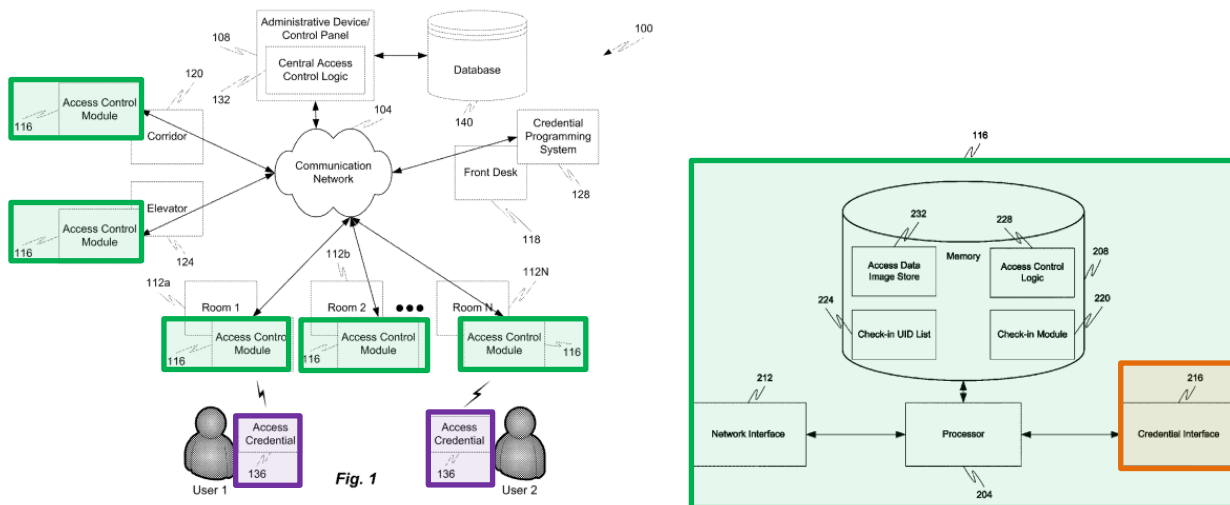 Administrative Device/
Control Panel
108
Central Access
Control Logic
132
Database
140
100
120
Access Control
Module
116
Corridor
104
Communication
Network
Credential
Programming
System
128
Front Desk
118
Elevator
Access Control
Module
116
124
112a
Room 1
112b
Room 2
112N
Room N
Access Control
Module
116
Access Control
Module
116
Access Control
Module
116
Access
Credential
136
User 1
Fig. 1
Access
Credential
136
User 2
116
232
228
Memory
Access Data
Image Store
Access Control
Logic
208
224
220
Check-in UID List
Check-in Module
212
216
Network Interface
Processor
Credential Interface
204